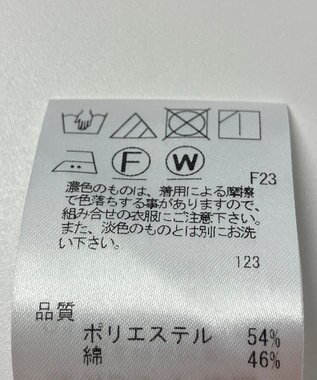 F W
F23
濃色のものは、着用による摩擦
で色落ちする事がありますので、
組み合せの衣服にご注意下さい。
また、淡色のものとは別にお洗
い下さい。
123
品質
ポリエステル 54%
綿 46%